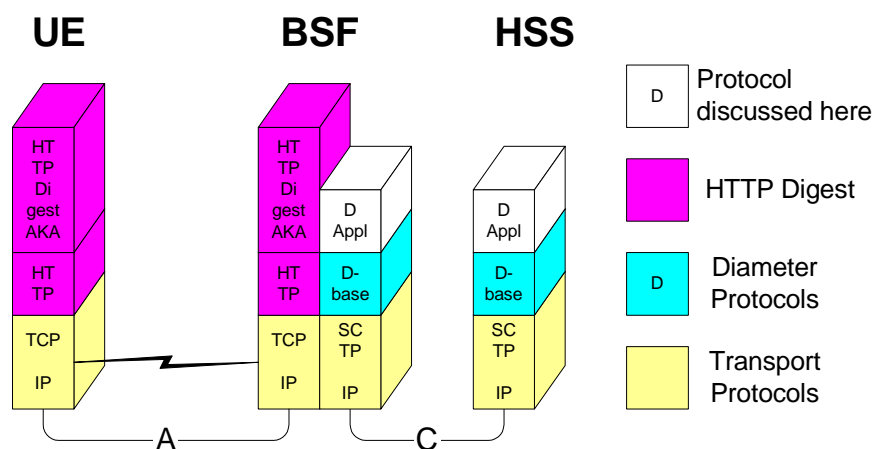 UE
BSF
HSS
HT
TP
Di
gest
AKA
HT
TP
TCP
IP
HT
TP
Di
gest
AKA
HT
TP
TCP
IP
D
Appl
D-
base
SC
TP
IP
D
Appl
D-
base
SC
TP
IP
D
Protocol
discussed here
HTTP Digest
D
Diameter
Protocols
Transport
Protocols
A
C